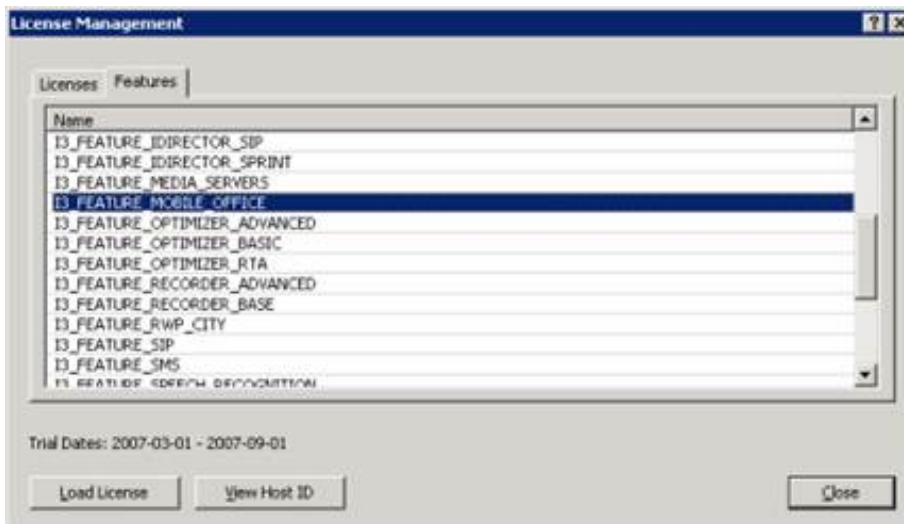 License Management
Licenses Features
Name
I3_FEATURE_IDIRECTOR_SIP
I3_FEATURE_IDIRECTOR_SPRINT
I3_FEATURE_MEDIA_SERVERS
I3_FEATURE_MOBILE_OFFICE
I3_FEATURE_OPTIMIZER_ADVANCED
I3_FEATURE_OPTIMIZER_BASIC
I3_FEATURE_OPTIMIZER_RTA
I3_FEATURE_RECORDER_ADVANCED
I3_FEATURE_RECORDER_BASE
I3_FEATURE_RWP_CITY
I3_FEATURE_SIP
I3_FEATURE_SMS
I3_FEATURE_SPEECH_RECOGNITION
Trial Dates: 2007-03-01 - 2007-09-01
Load License View Host ID Close